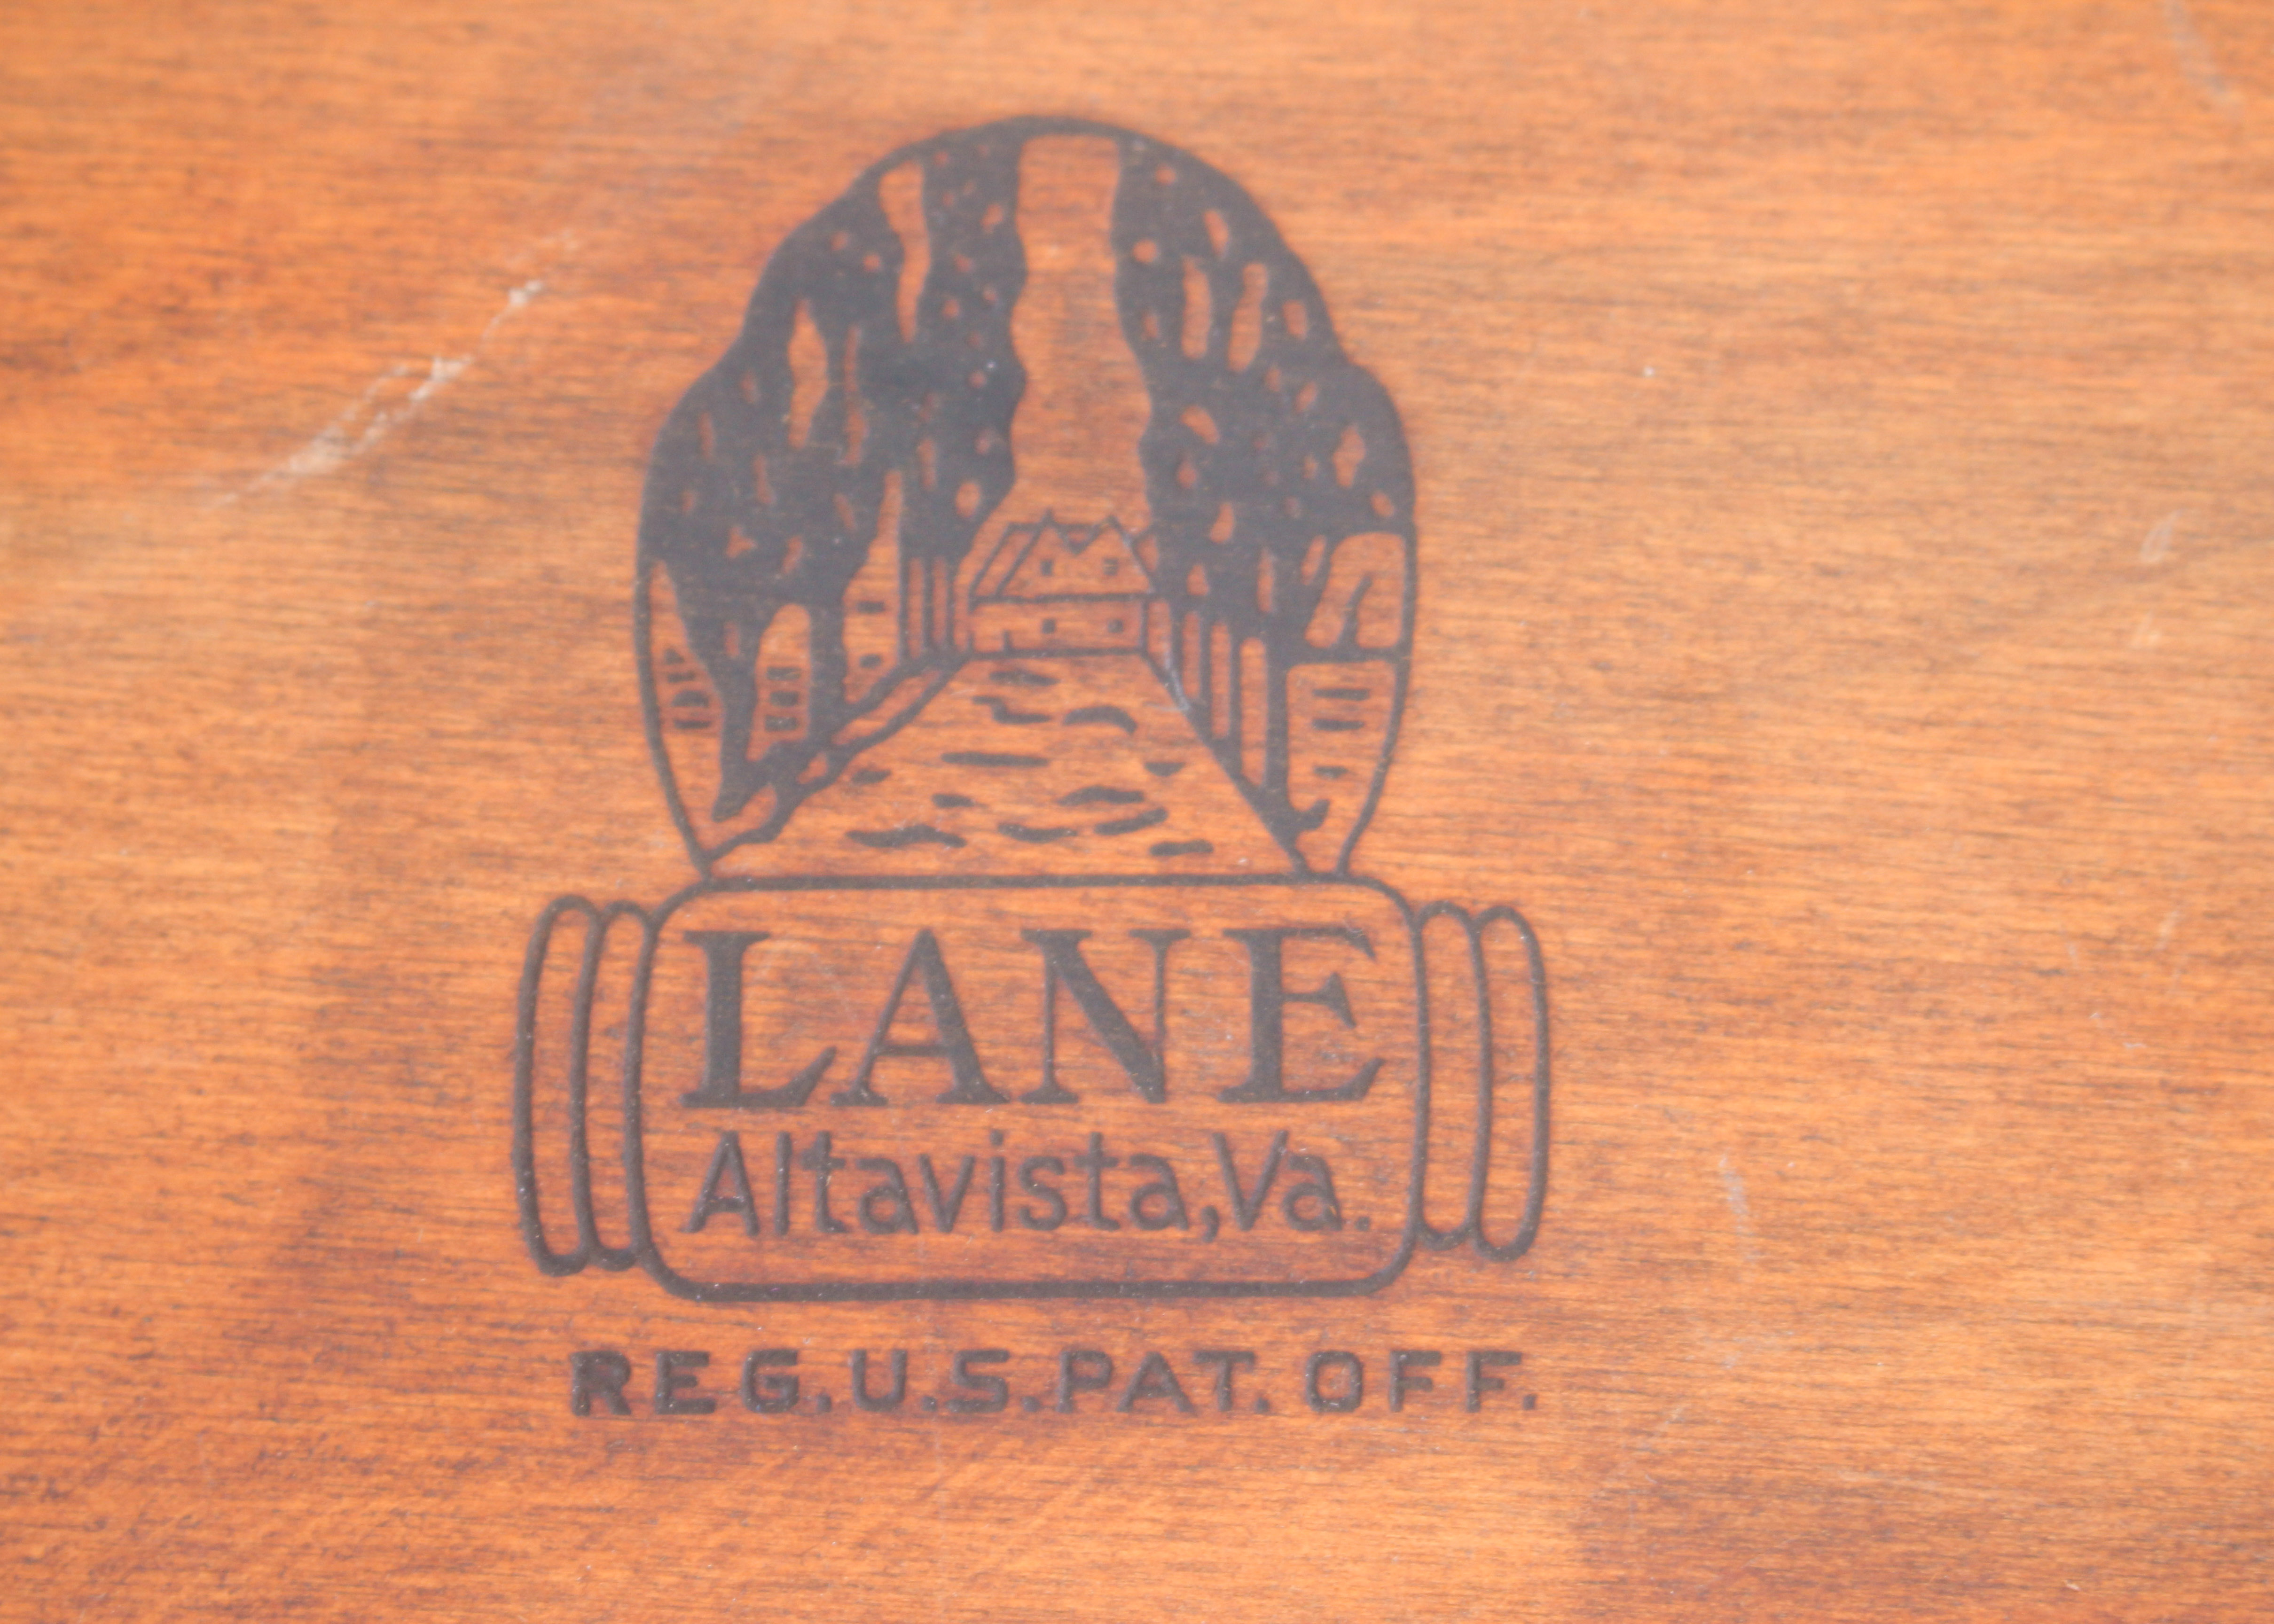 LANE
Altavista, Va.
REG. U.S. PAT. OFF.